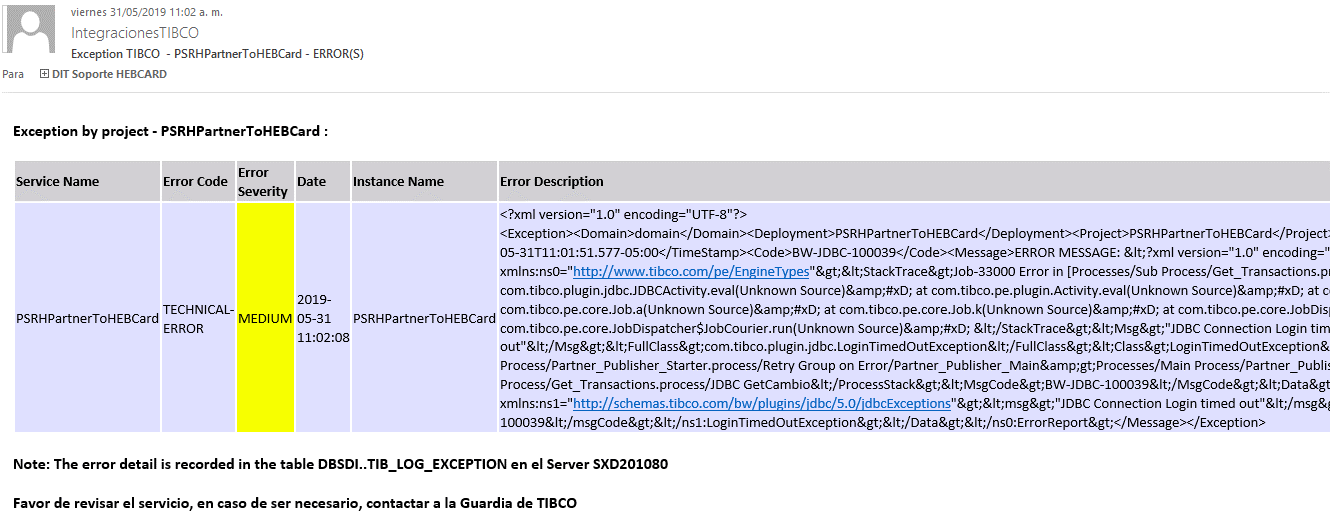 viernes 31/05/2019 11:02 a. m.
IntegracionesTIBCO
Exception TIBCO  - PSRHPartnerToHEBCard - ERROR(S)
Para DIT Soporte HEBCARD
Exception by project - PSRHPartnerToHEBCard :
Service Name Error Code Error Severity Date Instance Name Error Description
PSRHPartnerToHEBCard
TECHNICAL-
ERROR
MEDIUM
2019-
05-31
11:02:08
PSRHPartnerToHEBCard
<?xml version="1.0" encoding="UTF-8"?>
<Exception><Domain>domain</Domain><Deployment>PSRHPartnerToHEBCard</Deployment><Project>PSRHPartnerToHEBCard</Project>
05-31T11:01:51.577-05:00</TimeStamp><Code>BW-JDBC-100039</Code><Message>ERROR MESSAGE: &lt;?xml version="1.0" encoding="
xmlns:ns0="http://www.tibco.com/pe/EngineTypes"&gt;&lt;StackTrace&gt;Job-33000 Error in [Processes/Sub Process/Get_Transactions.pr
com.tibco.plugin.jdbc.JDBCActivity.eval(Unknown Source)&amp;#xD; at com.tibco.pe.plugin.Activity.eval(Unknown Source)&amp;#xD; at co
com.tibco.pe.core.Job.a(Unknown Source)&amp;#xD; at com.tibco.pe.core.Job.k(Unknown Source)&amp;#xD; at com.tibco.pe.core.JobDisp
com.tibco.pe.core.JobDispatcher$JobCourier.run(Unknown Source)&amp;#xD; &lt;/StackTrace&gt;&lt;Msg&gt;"JDBC Connection Login tim
out"&lt;/Msg&gt;&lt;FullClass&gt;com.tibco.plugin.jdbc.LoginTimedOutException&lt;/FullClass&gt;&lt;Class&gt;LoginTimedOutException&
Process/Partner_Publisher_Starter.process/Retry Group on Error/Partner_Publisher_Main&amp;gt;Processes/Main Process/Partner_Publis
Process/Get_Transactions.process/JDBC GetCambio&lt;/ProcessStack&gt;&lt;MsgCode&gt;BW-JDBC-100039&lt;/MsgCode&gt;&lt;Data&gt
xmlns:ns1="http://schemas.tibco.com/bw/plugins/jdbc/5.0/jdbcExceptions"&gt;&lt;msg&gt;"JDBC Connection Login timed out"&lt;/msg&g
100039&lt;/msgCode&gt;&lt;/ns1:LoginTimedOutException&gt;&lt;/Data&gt;&lt;/ns0:ErrorReport&gt;</Message></Exception>
Note: The error detail is recorded in the table DBSDI..TIB_LOG_EXCEPTION en el Server SXD201080
Favor de revisar el servicio, en caso de ser necesario, contactar a la Guardia de TIBCO